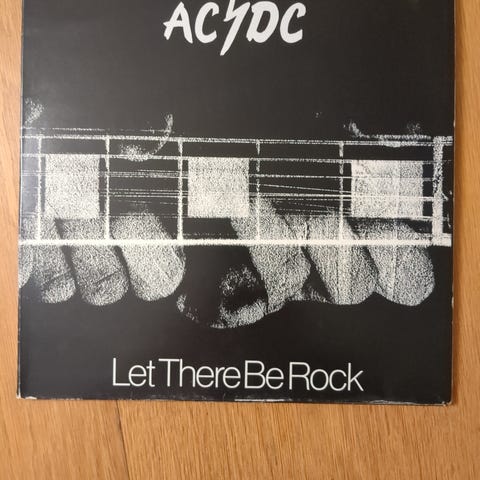 AC⚡DC
Let There Be Rock